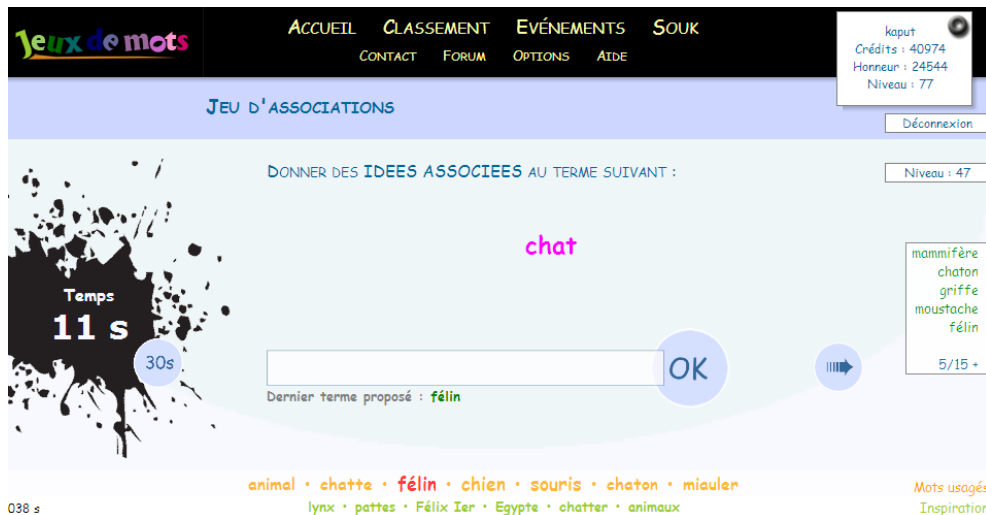 Jeux de mots
Accueil Classement Evénements Souk
Contact Forum Options Aide
kaput
Crédits : 40974
Honneur : 24544
Niveau : 77
Jeu d'associations
Déconnexion
Donner des IDEES ASSOCIEES au terme suivant :
Niveau : 47
chat
mammifère
chaton
griffe
moustache
félin
5/15 +
Temps
11 s
30s
OK
Dernier terme proposé : félin
animal · chatte · félin · chien · souris · chaton · miauler
Mots usagés
038 s
lynx · pattes · Félix Ier · Egypte · chatter · animaux
Inspiration